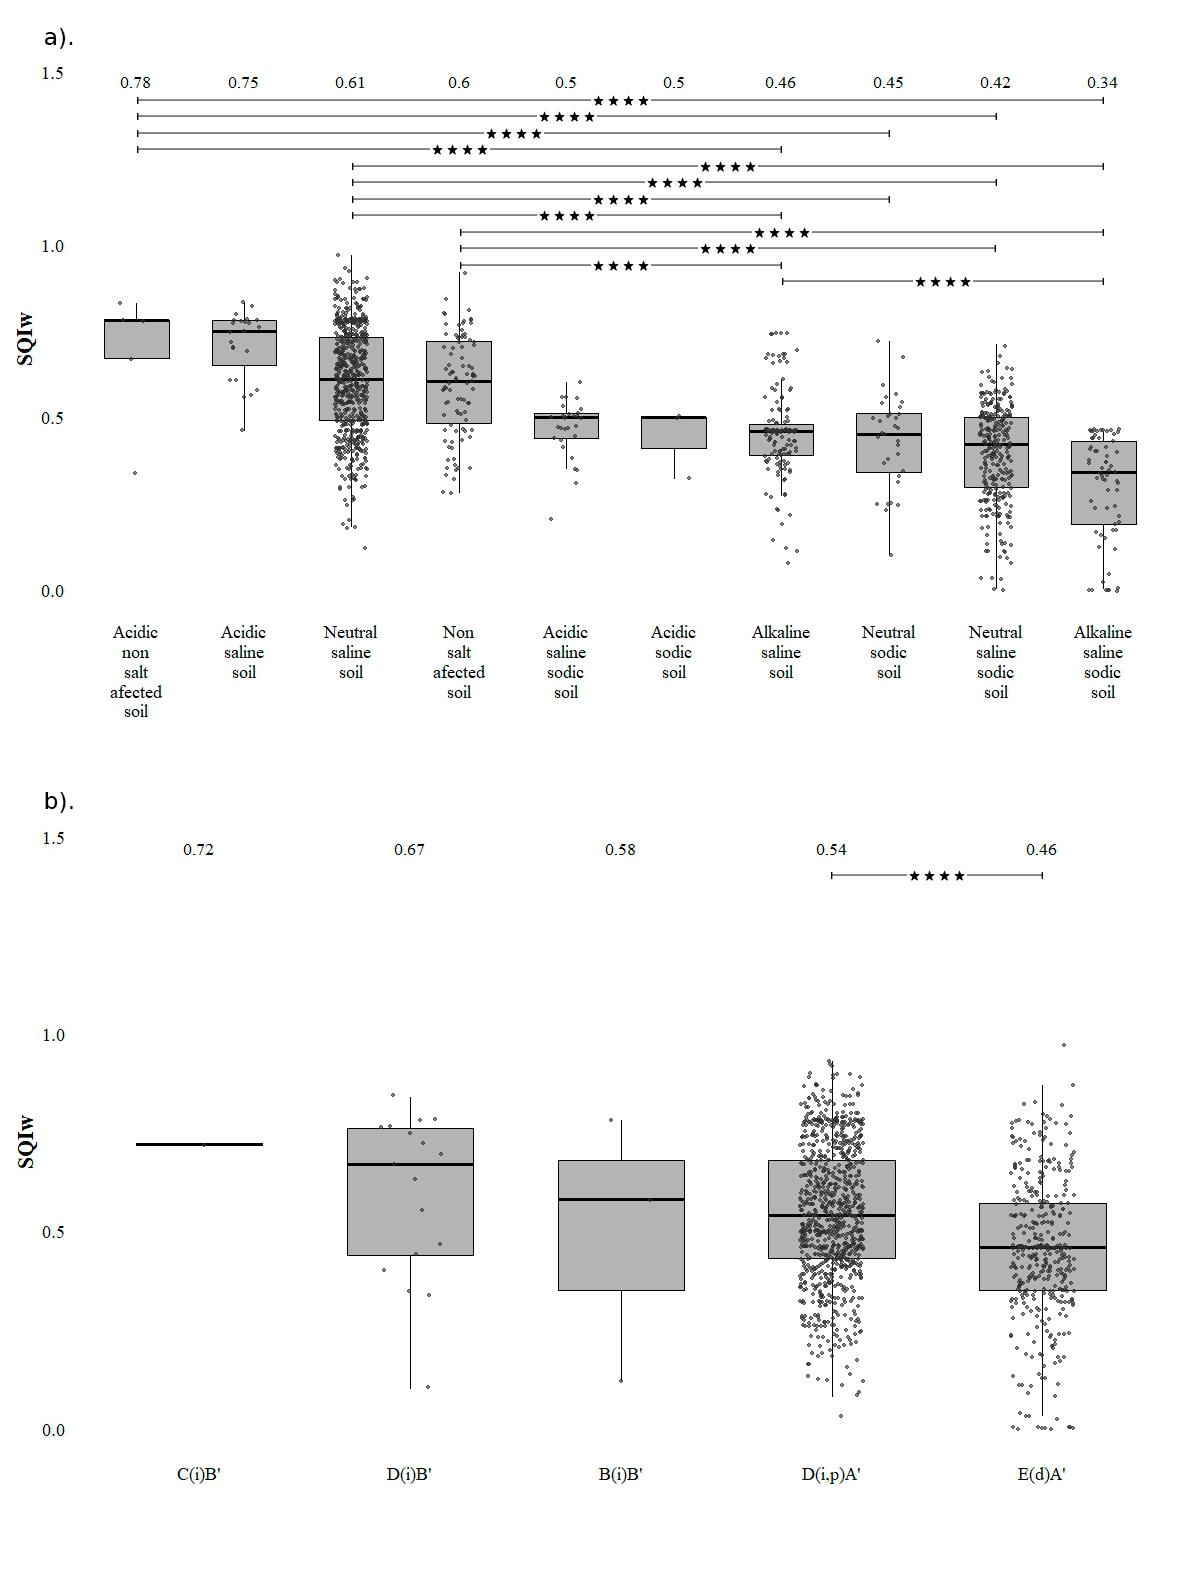 a).
1.5
0.78 0.75 0.61 0.6 0.5 0.5 0.46 0.45 0.42 0.34
★★★★
★★★★
★★★★
★★★★
★★★★
★★★★
★★★★
★★★★
★★★★
★★★★
★★★★
★★★★
1.0
SQIw
0.5
0.0
Acidic
non
salt
afected
soil
Acidic
saline
soil
Neutral
saline
soil
Non
salt
afected
soil
Acidic
saline
sodic
soil
Acidic
sodic
soil
Alkaline
saline
soil
Neutral
sodic
soil
Neutral
saline
sodic
soil
Alkaline
saline
sodic
soil
b).
1.5
0.72 0.67 0.58 0.54 0.46
★★★★
1.0
SQIw
0.5
0.0
C(i)B' D(i)B' B(i)B' D(i,p)A' E(d)A'